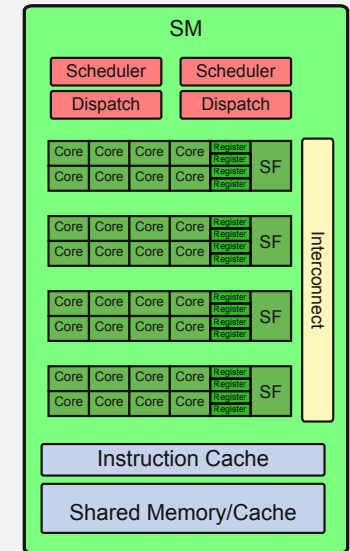 SM
Scheduler Scheduler
Dispatch Dispatch
Core Core Core Core Register
Register
SF
Core Core Core Core Register
Register
Core Core Core Core Register
Register
SF
Core Core Core Core Register
Register
Core Core Core Core Register
Register
SF
Core Core Core Core Register
Register
Core Core Core Core Register
Register
SF
Core Core Core Core Register
Register
Interconnect
Instruction Cache
Shared Memory/Cache